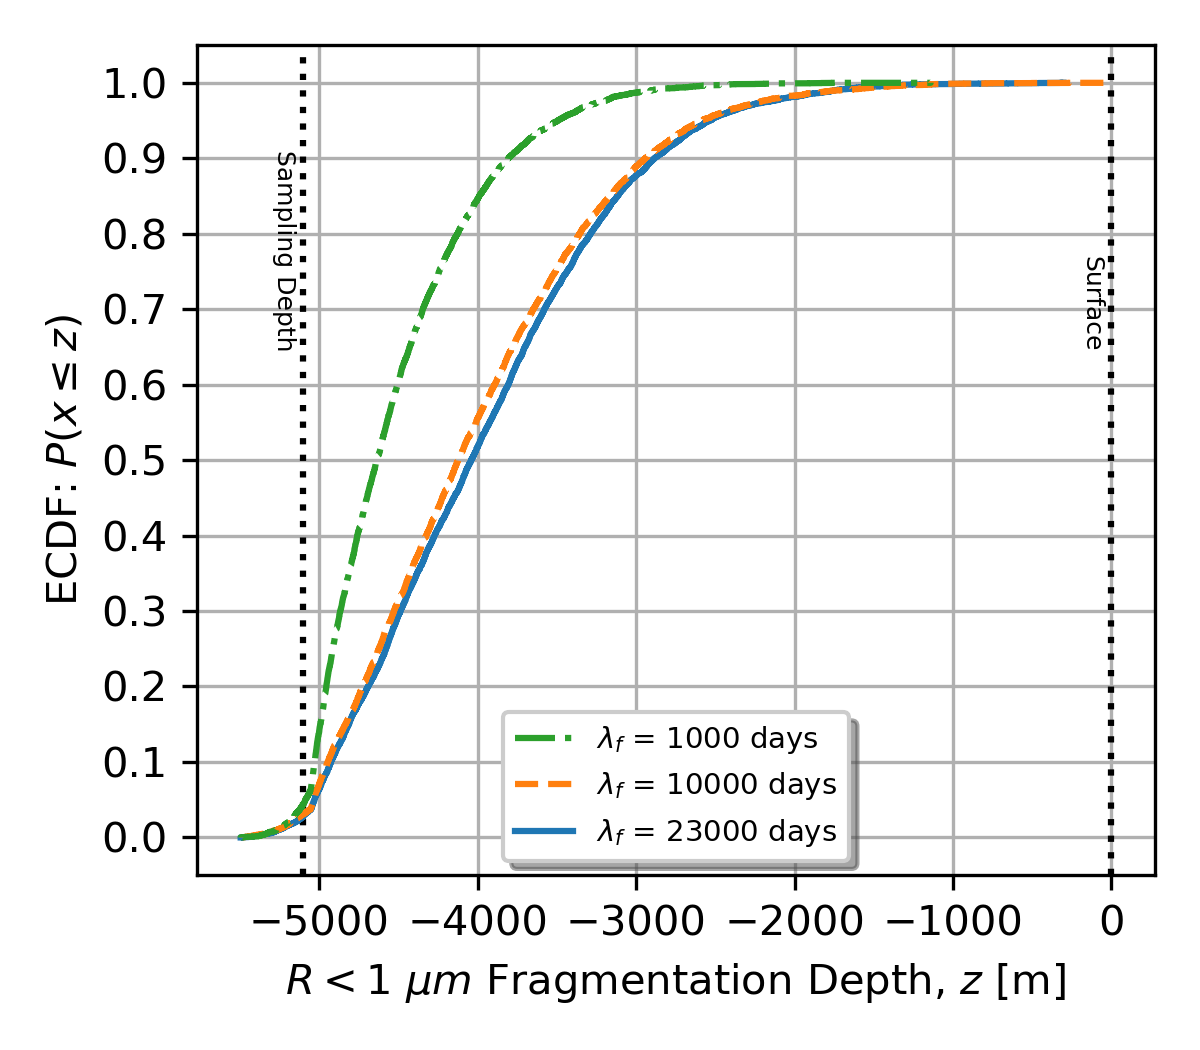 1.0
0.9
0.8
0.7
0.6
0.5
0.4
0.3
0.2
0.1
0.0
ECDF: P(x ≤ z)
Sampling Depth
Surface
λf = 1000 days
λf = 10000 days
λf = 23000 days
−5000 −4000 −3000 −2000 −1000 0
R < 1 μm Fragmentation Depth, z [m]